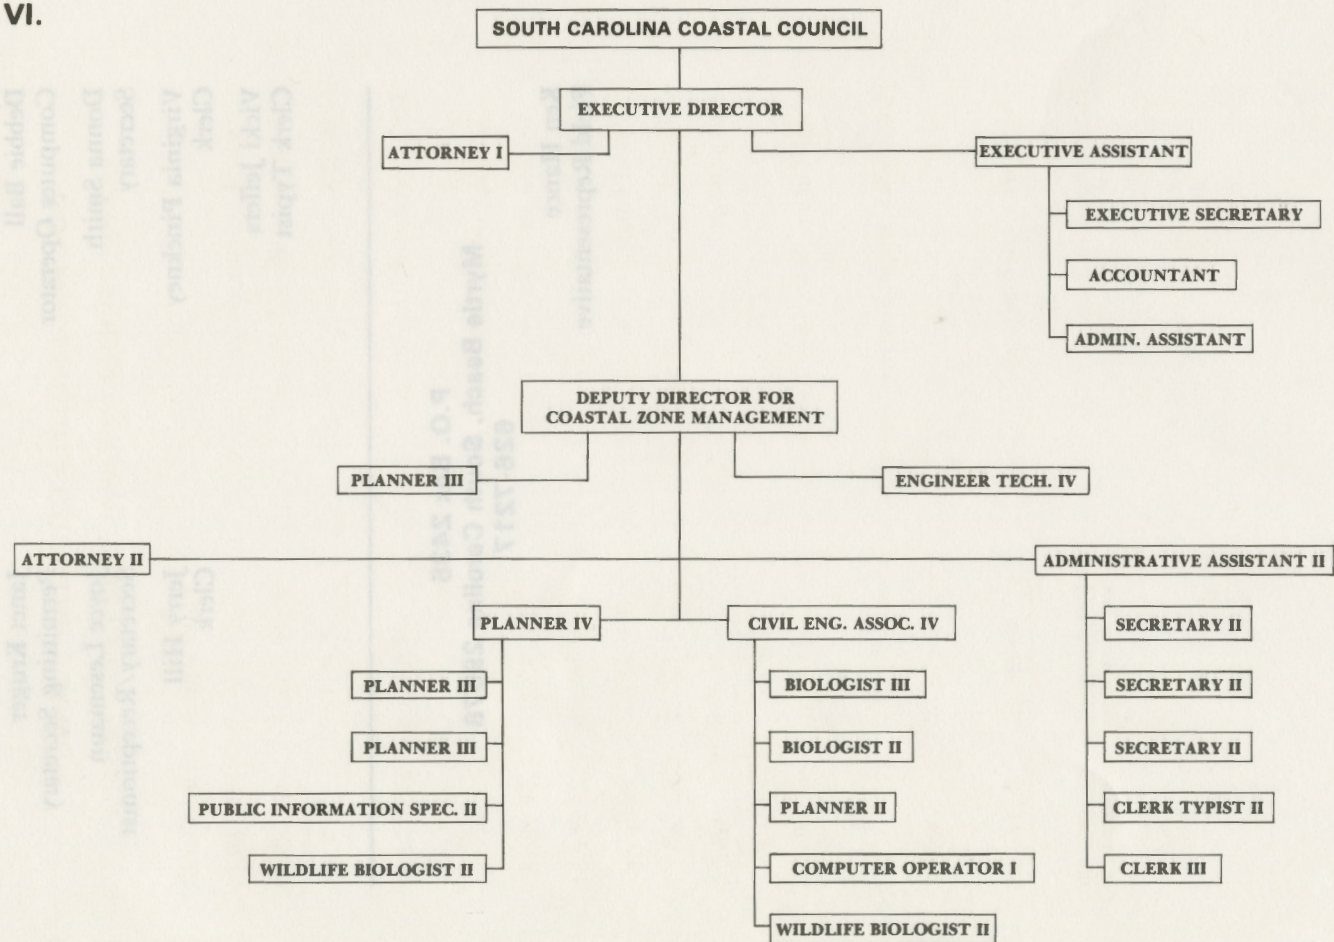 VI.
SOUTH CAROLINA COASTAL COUNCIL
EXECUTIVE DIRECTOR
ATTORNEY I
EXECUTIVE ASSISTANT
EXECUTIVE SECRETARY
ACCOUNTANT
ADMIN. ASSISTANT
DEPUTY DIRECTOR FOR
COASTAL ZONE MANAGEMENT
PLANNER III
ENGINEER TECH. IV
ATTORNEY II
ADMINISTRATIVE ASSISTANT II
PLANNER IV
CIVIL ENG. ASSOC. IV
SECRETARY II
PLANNER III
BIOLOGIST III
SECRETARY II
PLANNER III
BIOLOGIST II
SECRETARY II
PUBLIC INFORMATION SPEC. II
PLANNER II
CLERK TYPIST II
WILDLIFE BIOLOGIST II
COMPUTER OPERATOR I
CLERK III
WILDLIFE BIOLOGIST II